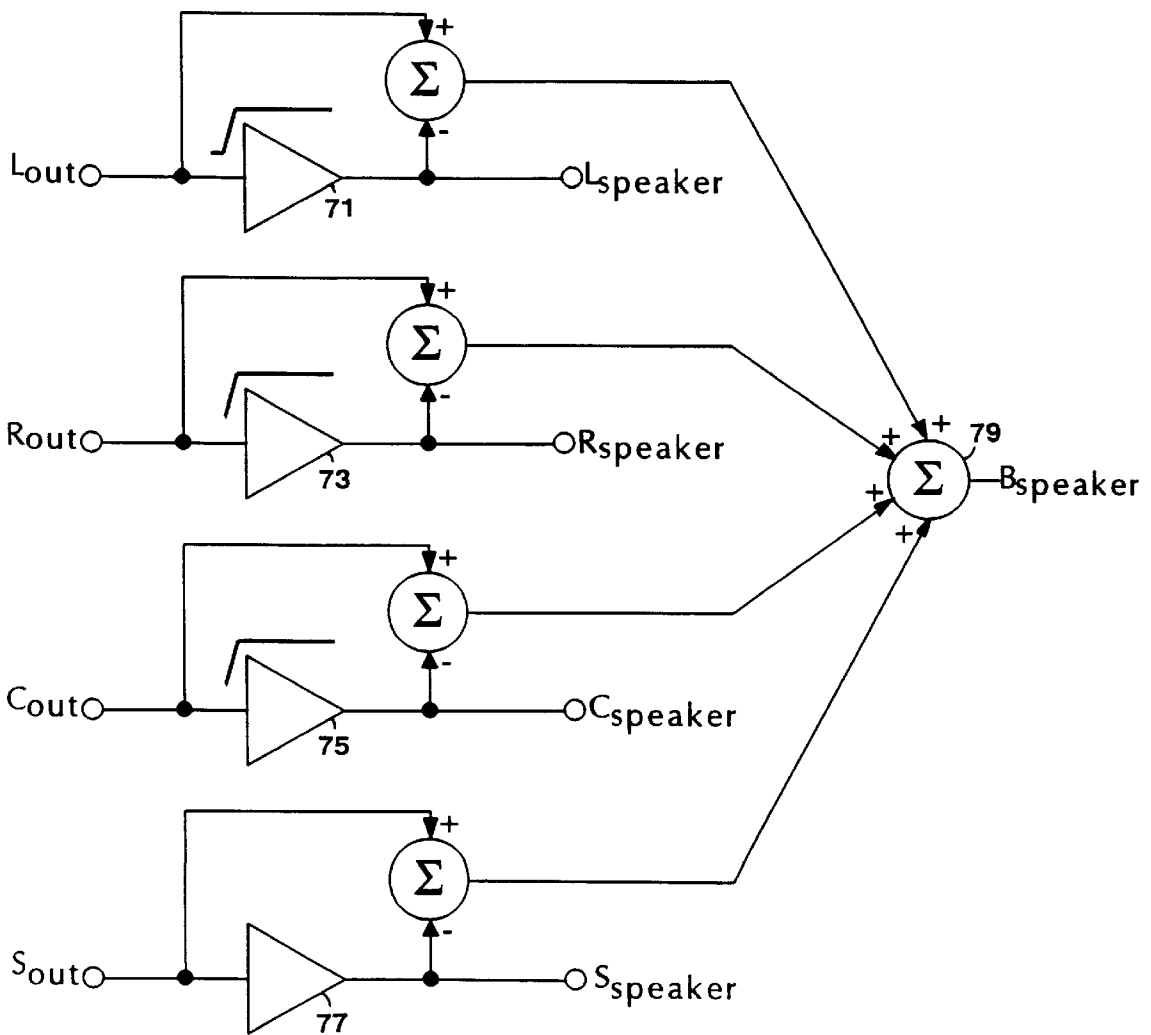 +
Σ
-
Lout
71
Lspeaker
+
Σ
-
Rout
73
Rspeaker
+
+
+
+
79
Σ
Bspeaker
+
Σ
-
Cout
75
Cspeaker
+
Σ
-
Sout
77
Sspeaker